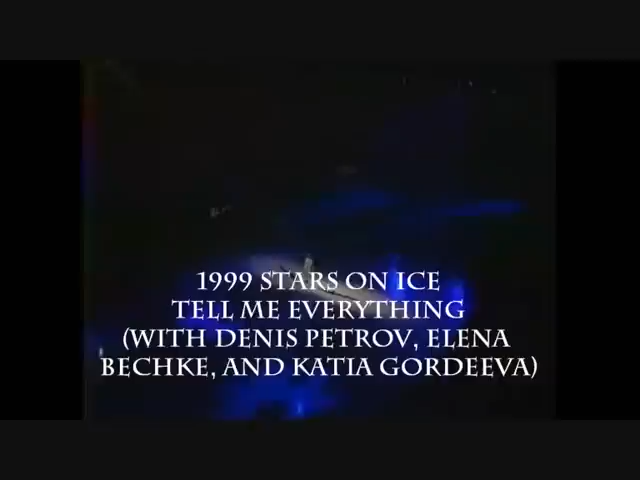 1999 STARS ON ICE
TELL ME EVERYTHING
(WITH DENIS PETROV, ELENA
BECHKE, AND KATIA GORDEEVA)